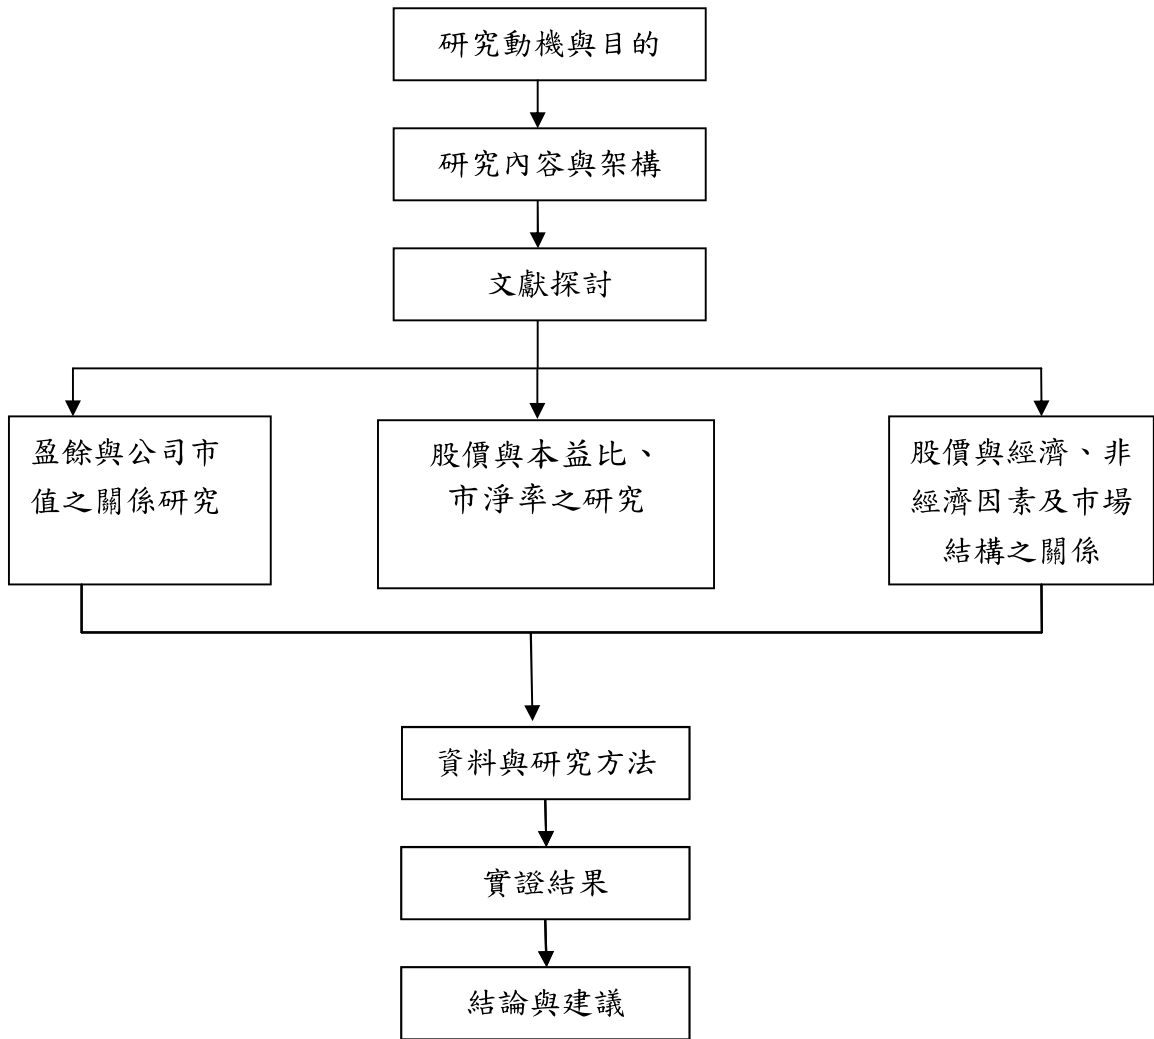 研究動機與目的
研究內容與架構
文獻探討
盈餘與公司市
值之關係研究
股價與本益比、
市淨率之研究
股價與經濟、非
經濟因素及市場
結構之關係
資料與研究方法
實證結果
結論與建議